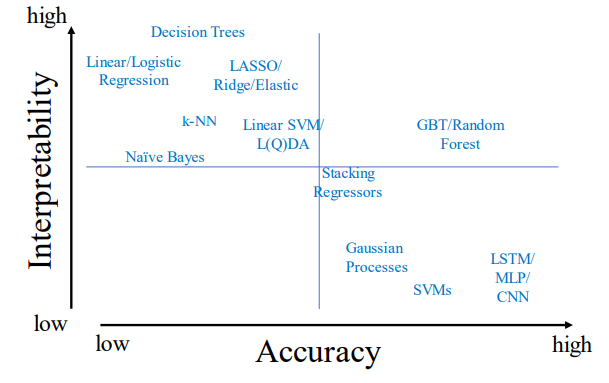 high
Decision Trees
Linear/Logistic
Regression
LASSO/
Ridge/Elastic
k-NN
Linear SVM/
L(Q)DA
GBT/Random
Forest
Naïve Bayes
Stacking
Regressors
Gaussian
Processes
SVMs
LSTM/
MLP/
CNN
Interpretability
low
low
Accuracy
high